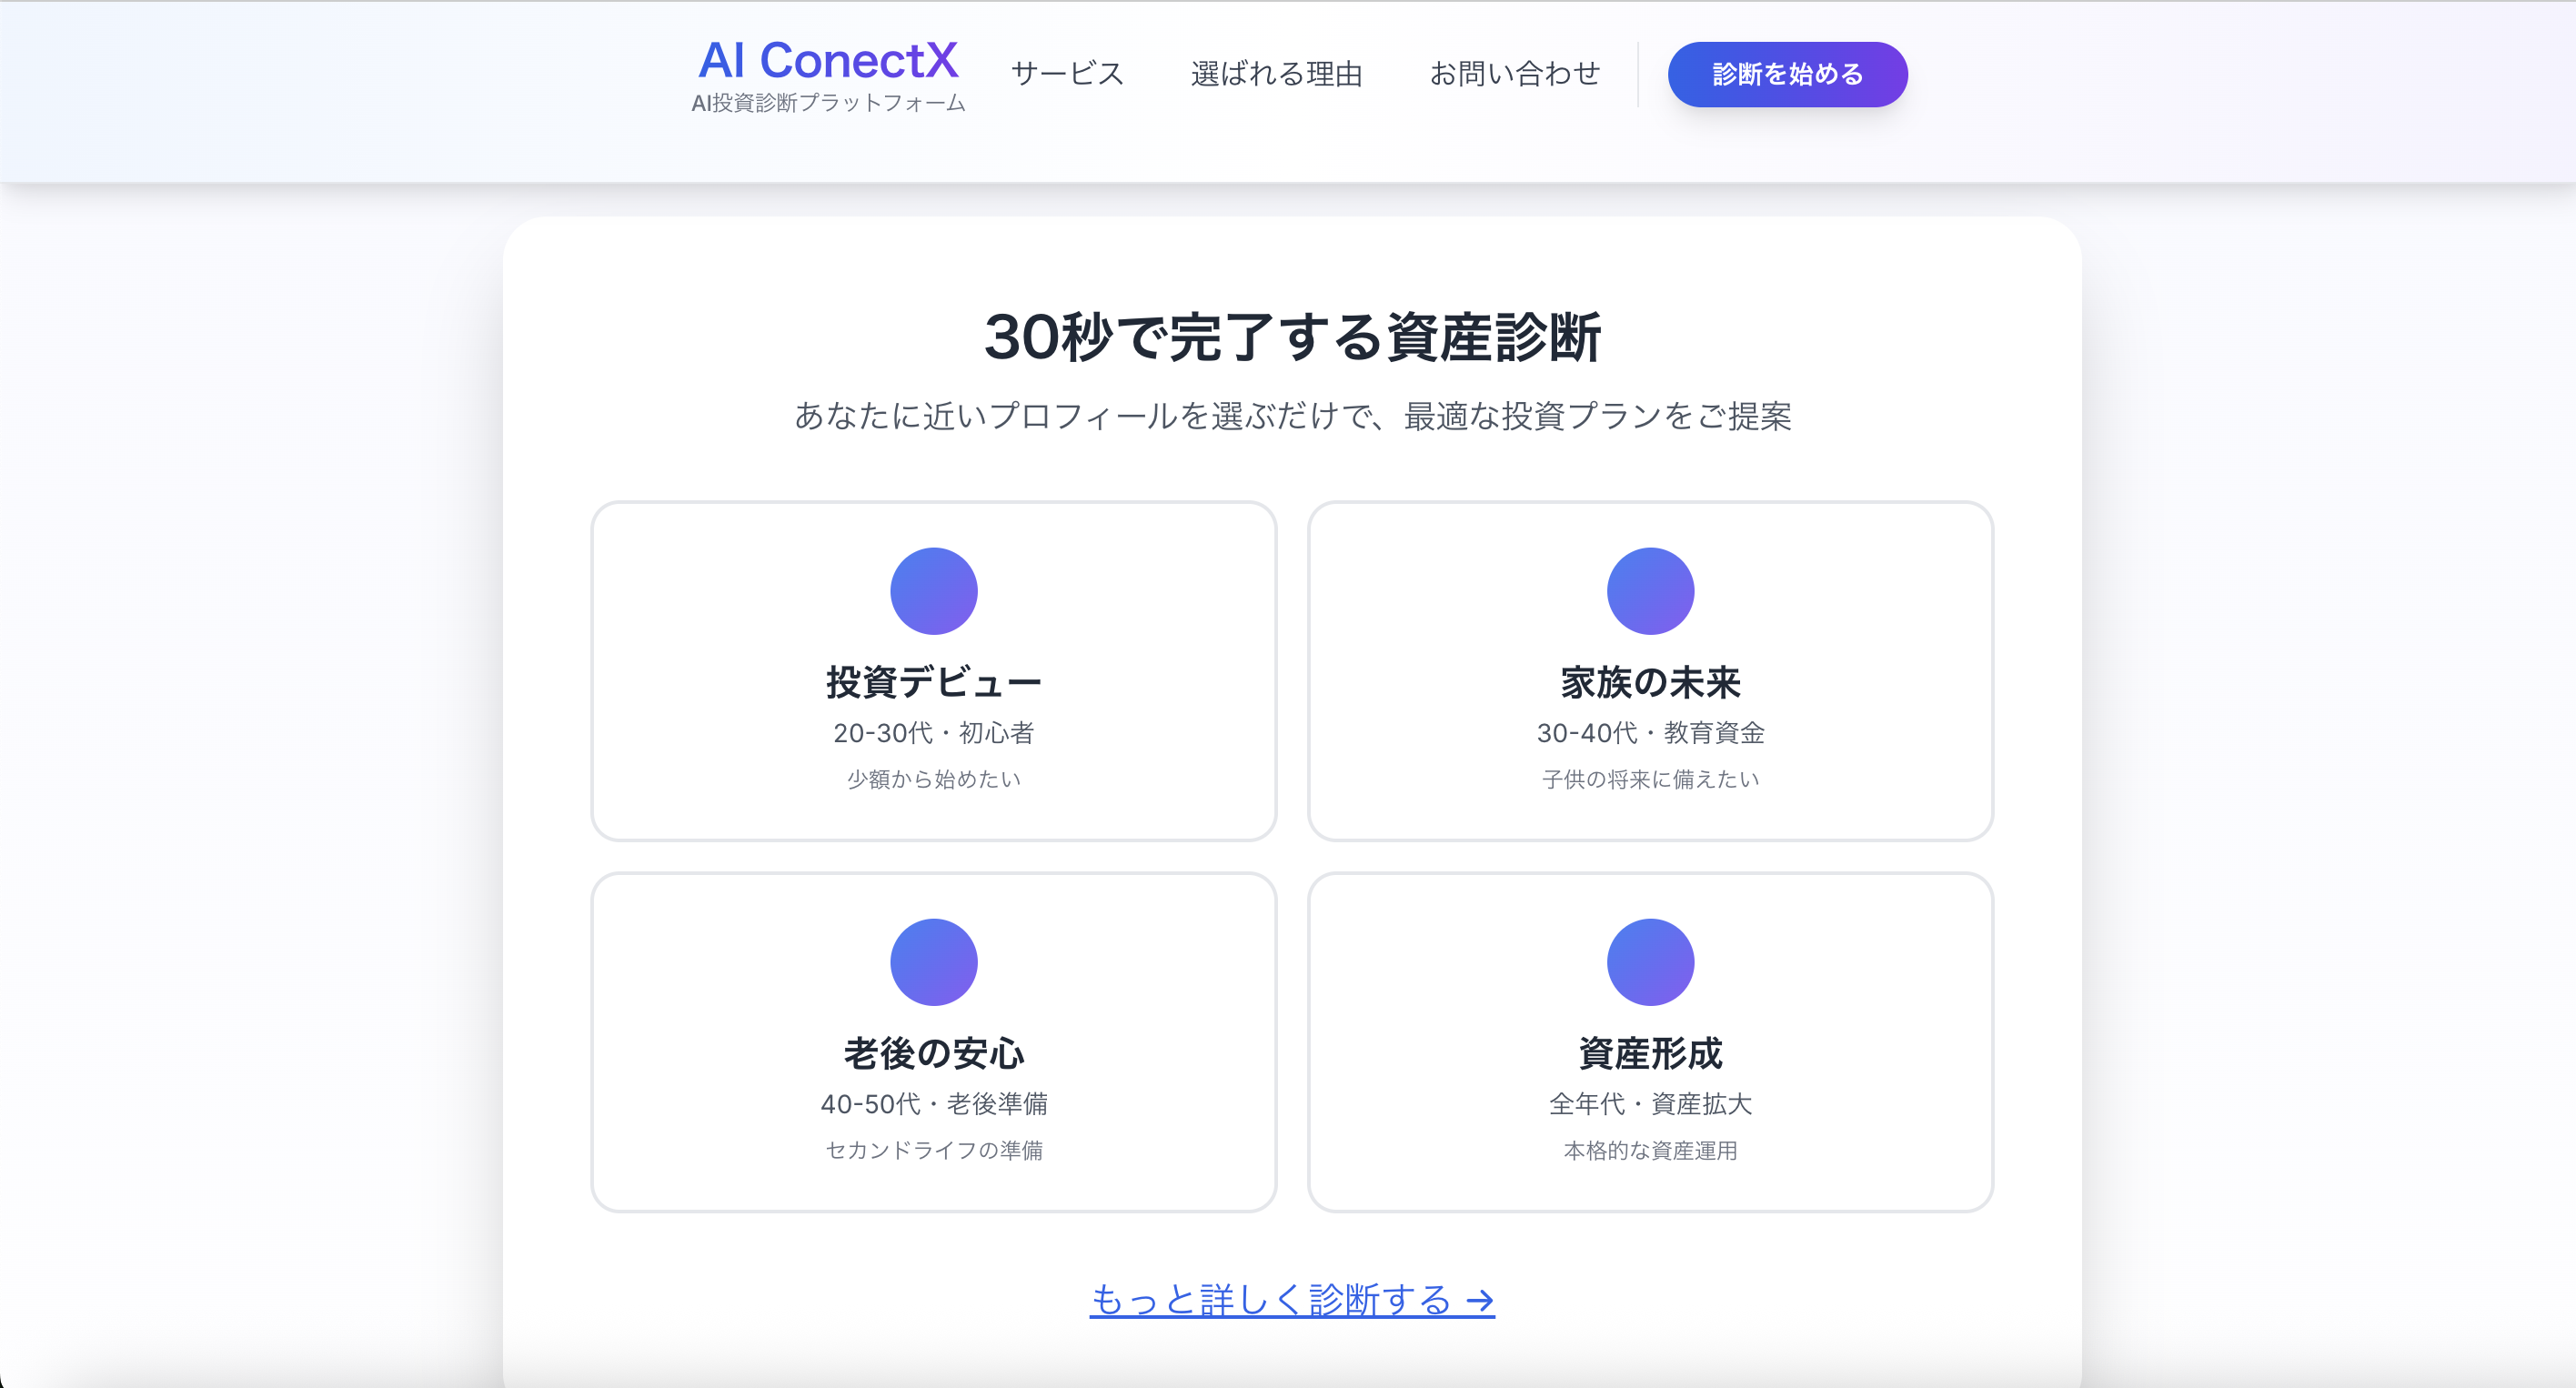 AI ConectX
AI投資診断プラットフォーム
サービス
選ばれる理由
お問い合わせ
診断を始める
30秒で完了する資産診断
あなたに近いプロフィールを選ぶだけで、最適な投資プランをご提案
投資デビュー
20-30代・初心者
少額から始めたい
家族の未来
30-40代・教育資金
子供の将来に備えたい
老後の安心
40-50代・老後準備
セカンドライフの準備
資産形成
全年代・資産拡大
本格的な資産運用
もっと詳しく診断する →